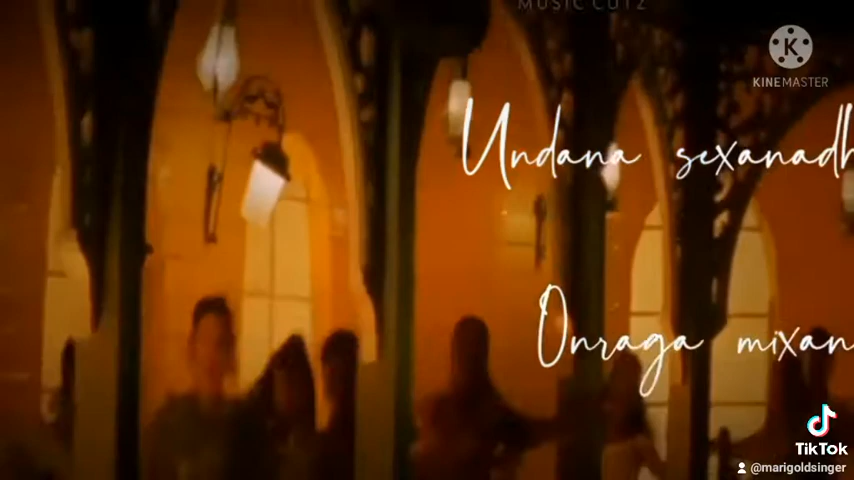 MUSIC CUTZ
KINEMASTER
Undana sexanadh
Onraga mixan
TikTok
@marigoldsinger